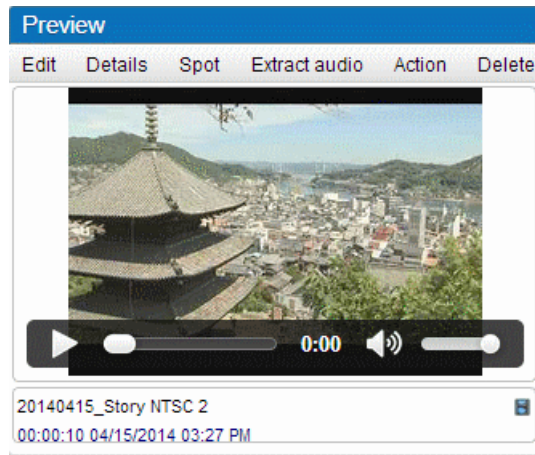 Preview
Edit Details Spot Extract audio Action Delete
0:00
20140415_Story NTSC 2
00:00:10 04/15/2014 03:27 PM